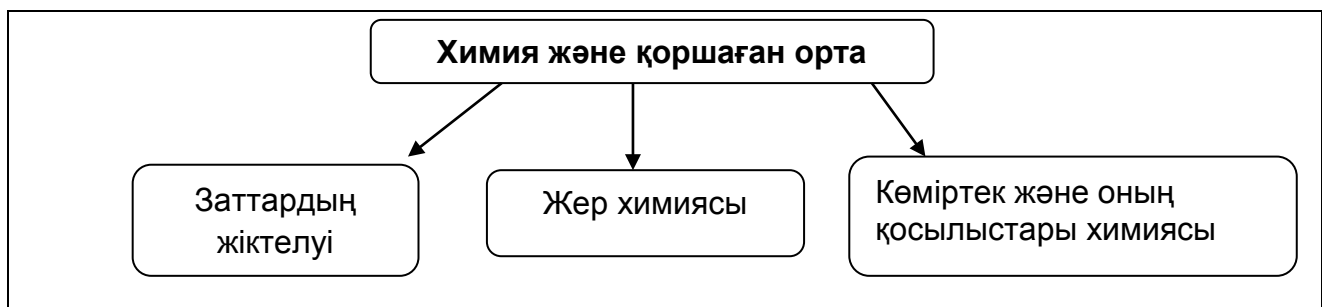 Химия және қоршаған орта
Заттардың
жіктелуі
Жер химиясы
Көміртек және оның
қосылыстары химиясы